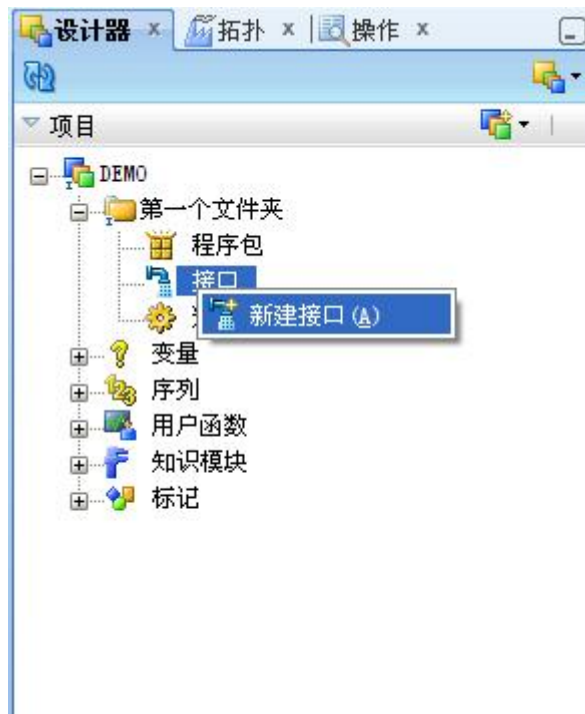 设计器 拓扑 操作
项目
DEMO
第一个文件夹
程序包
接口
新建接口(A)
变量
序列
用户函数
知识模块
标记